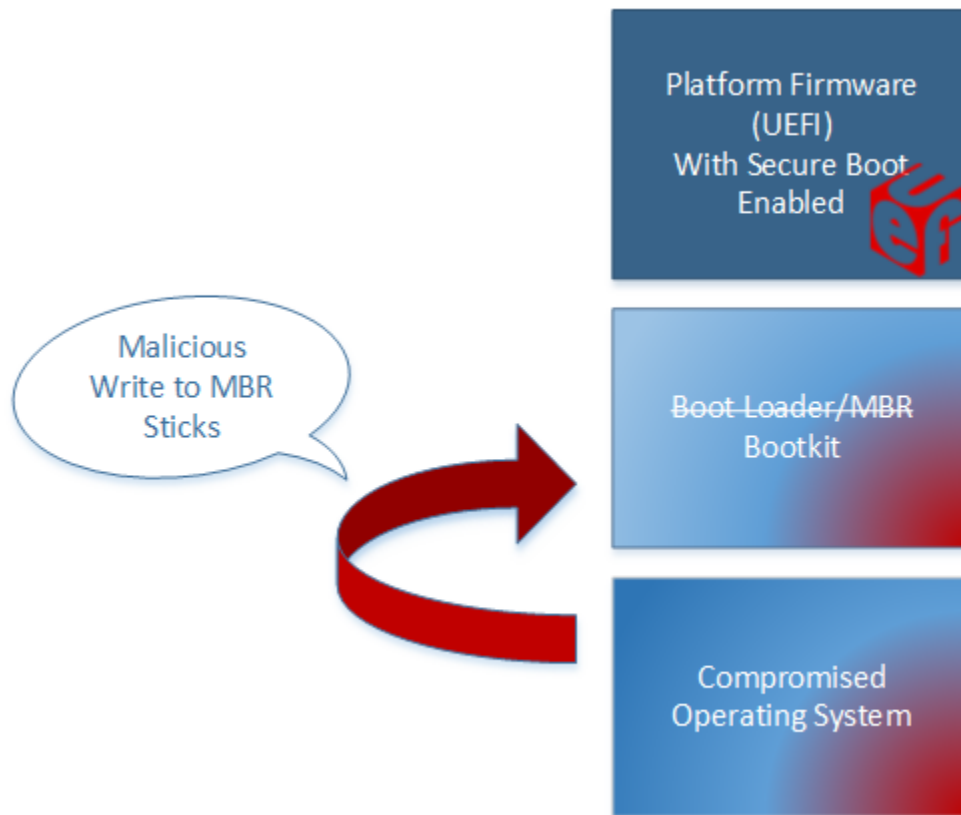 Platform Firmware
(UEFI)
With Secure Boot
Enabled
uefi
Malicious
Write to MBR
Sticks
Boot Loader/MBR
Bootkit
Compromised
Operating System